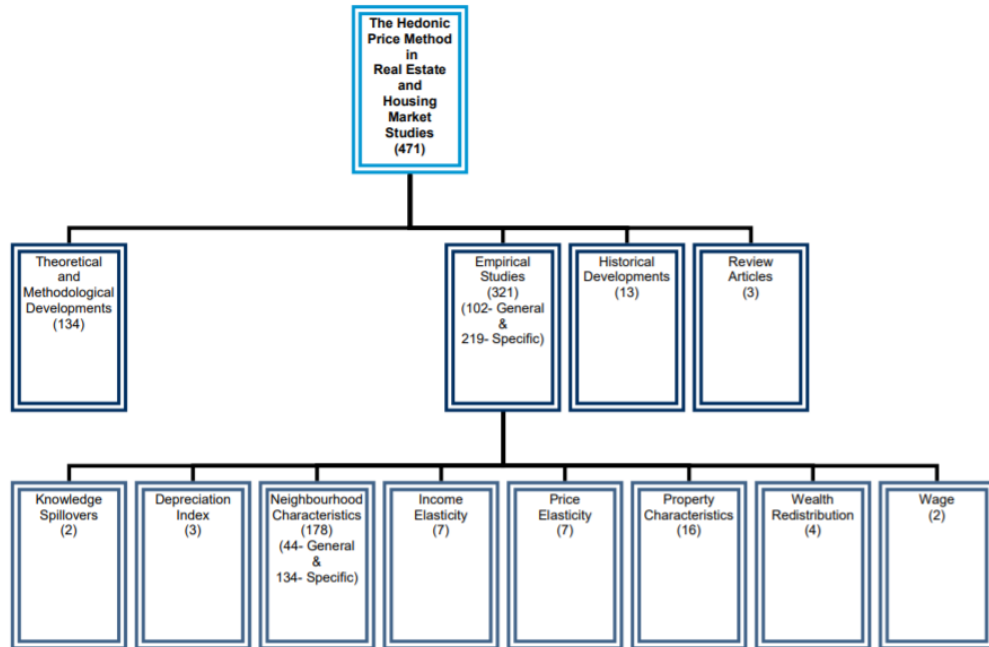 The Hedonic
Price Method
in
Real Estate
and
Housing
Market
Studies
(471)
Theoretical
and
Methodological
Developments
(134)
Empirical
Studies
(321)
(102- General
&
219- Specific)
Historical
Developments
(13)
Review
Articles
(3)
Knowledge
Spillovers
(2)
Depreciation
Index
(3)
Neighbourhood
Characteristics
(178)
(44- General
&
134- Specific)
Income
Elasticity
(7)
Price
Elasticity
(7)
Property
Characteristics
(16)
Wealth
Redistribution
(4)
Wage
(2)